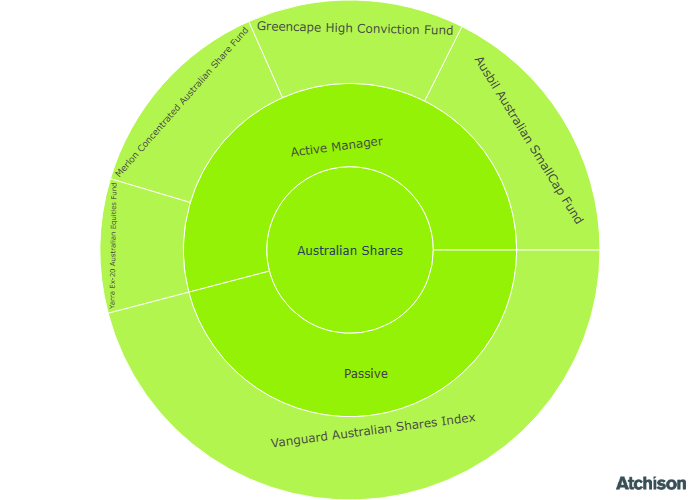 Greencape High Conviction Fund
Merlon Concentrated Australian Share Fund
Ausbil Australian SmallCap Fund
Active Manager
Yarra Ex-20 Australian Equities Fund
Australian Shares
Passive
Vanguard Australian Shares Index
Atchison